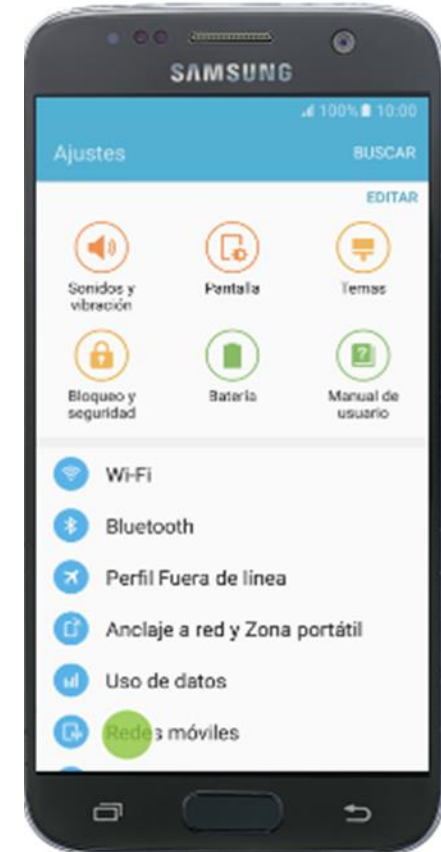 SAMSUNG
100% 10:00
Ajustes
BUSCAR
EDITAR
Sonidos y
vibración
Pantalla
Temas
Bloqueo y
seguridad
Batería
Manual de
usuario
Wi-Fi
Bluetooth
Perfil Fuera de línea
Anclaje a red y Zona portátil
Uso de datos
Redes móviles